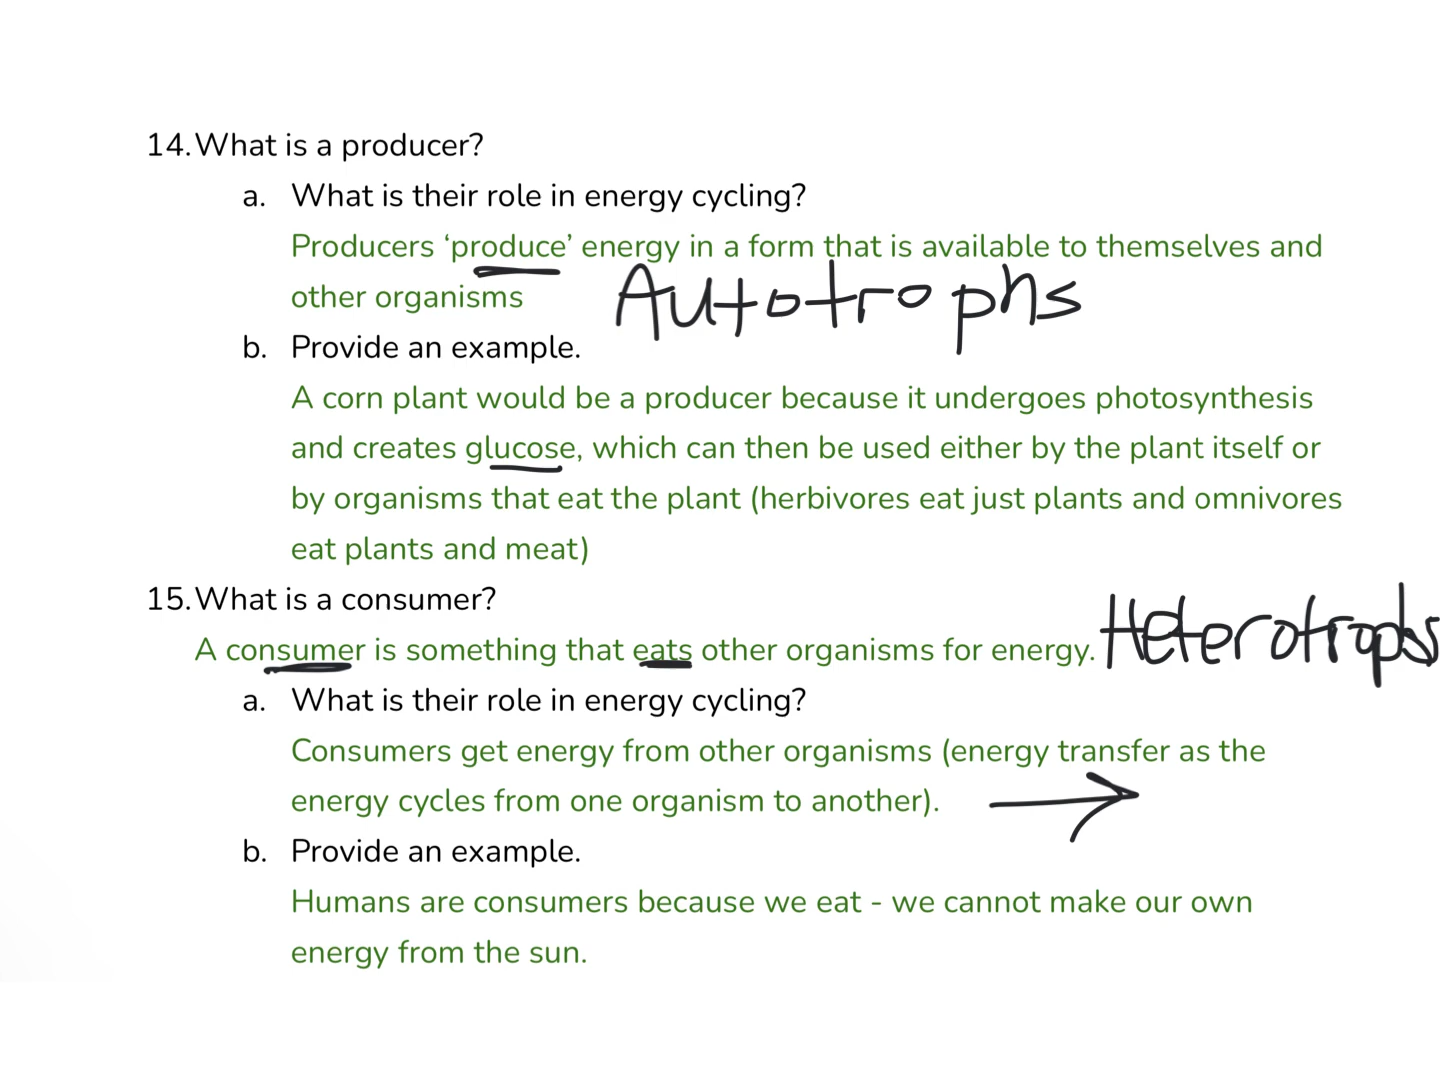 14. What is a producer?
a. What is their role in energy cycling?
Producers ‘produce’ energy in a form that is available to themselves and
other organisms
Autotrophs
b. Provide an example.
A corn plant would be a producer because it undergoes photosynthesis
and creates glucose, which can then be used either by the plant itself or
by organisms that eat the plant (herbivores eat just plants and omnivores
eat plants and meat)
15. What is a consumer?
A consumer is something that eats other organisms for energy.
Heterotrophs
a. What is their role in energy cycling?
Consumers get energy from other organisms (energy transfer as the
energy cycles from one organism to another).
b. Provide an example.
Humans are consumers because we eat - we cannot make our own
energy from the sun.